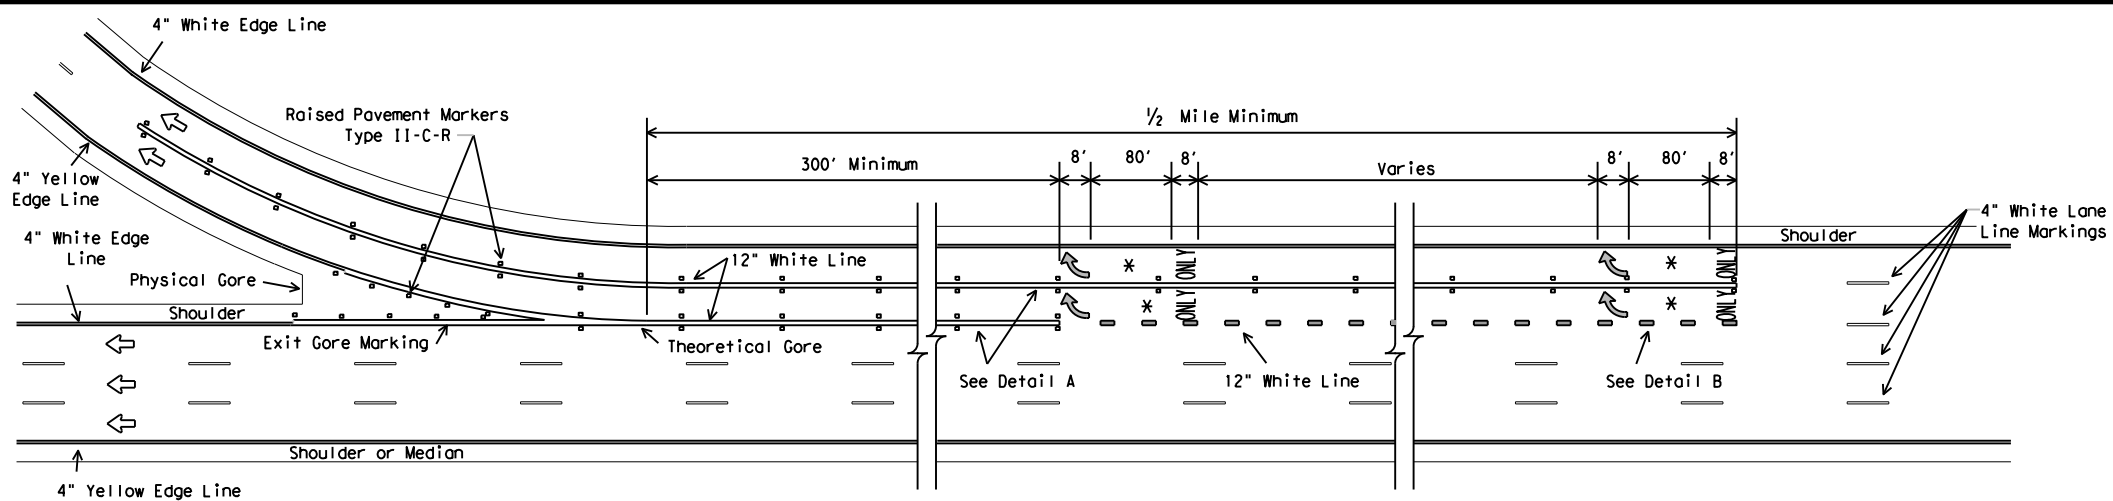 4" White Edge Line
Raised Pavement Markers
Type II-C-R
½ Mile Minimum
300' Minimum
8'
80'
8'
Varies
8'
80'
8'
4" Yellow
Edge Line
4" White Edge
Line
Physical Gore
Shoulder
Exit Gore Marking
12" White Line
Theoretical Gore
*
ONLY
*
ONLY
*
ONLY
*
ONLY
Shoulder
4" White Lane
Line Markings
See Detail A
12" White Line
See Detail B
Shoulder or Median
4" Yellow Edge Line